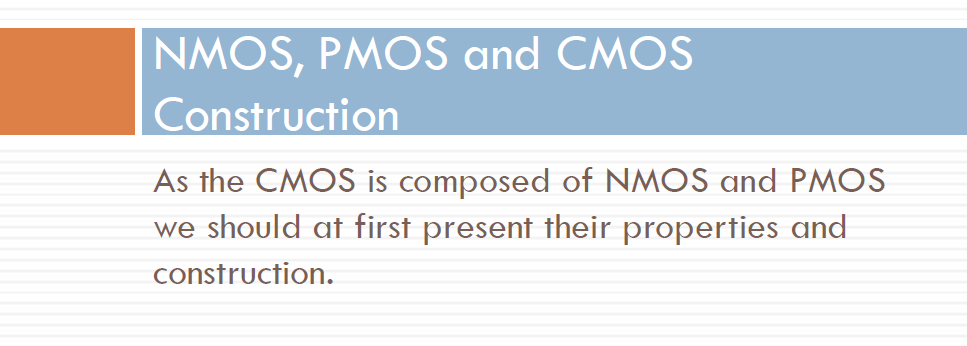 NMOS, PMOS and CMOS
Construction
As the CMOS is composed of NMOS and PMOS
we should at first present their properties and
construction.